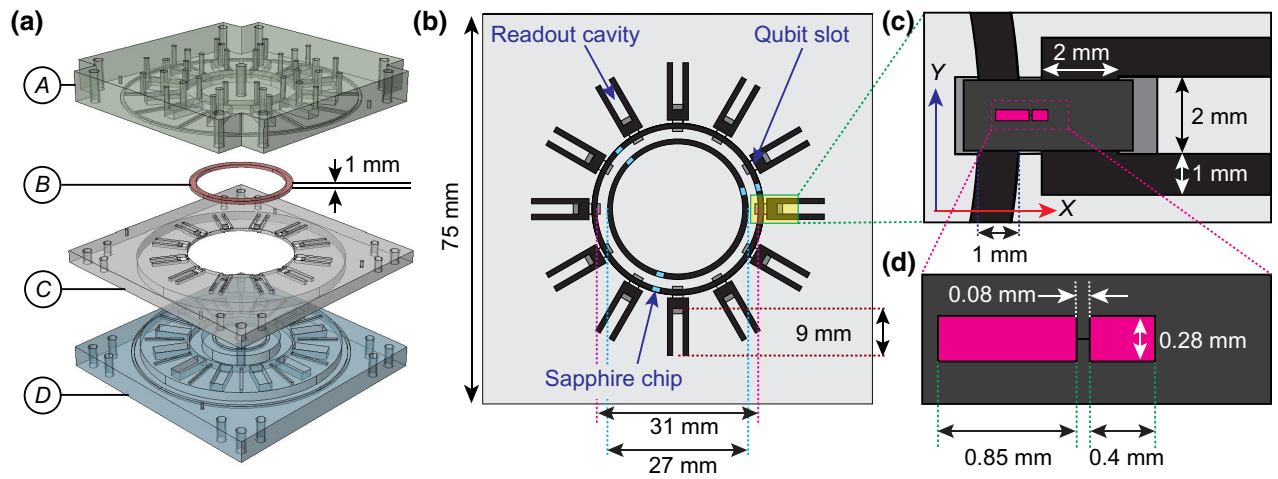 (a)
A
B
1 mm
C
D
(b)
Readout cavity
Qubit slot
75 mm
9 mm
Sapphire chip
31 mm
27 mm
(c)
2 mm
Y
2 mm
1 mm
X
1 mm
(d)
0.08 mm
0.28 mm
0.85 mm
0.4 mm